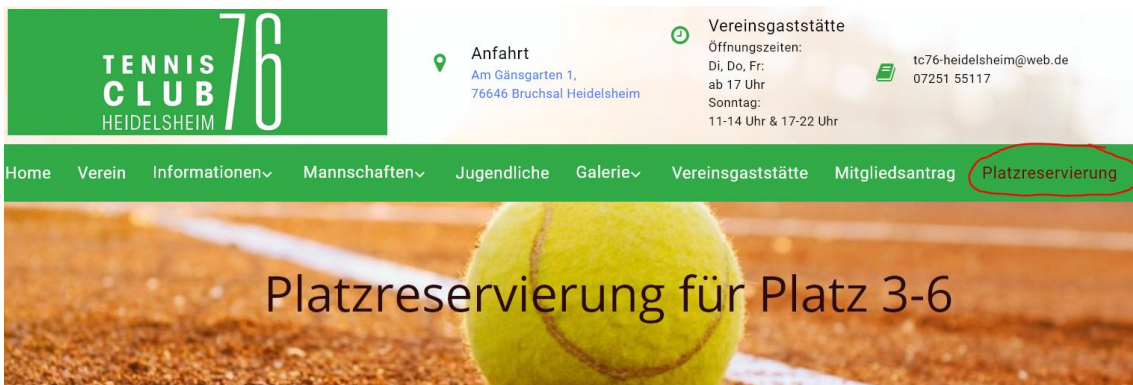 TENNIS
CLUB
HEIDELSHEIM
76
Anfahrt
Am Gänsgarten 1,
76646 Bruchsal Heidelsheim
Vereinsgaststätte
Öffnungszeiten:
Di, Do, Fr:
ab 17 Uhr
Sonntag:
11-14 Uhr & 17-22 Uhr
tc76-heidelsheim@web.de
07251 55117
Home Verein Informationen Mannschaften Jugendliche Galerie Vereinsgaststätte Mitgliedsantrag Platzreservierung
Platzreservierung für Platz 3-6